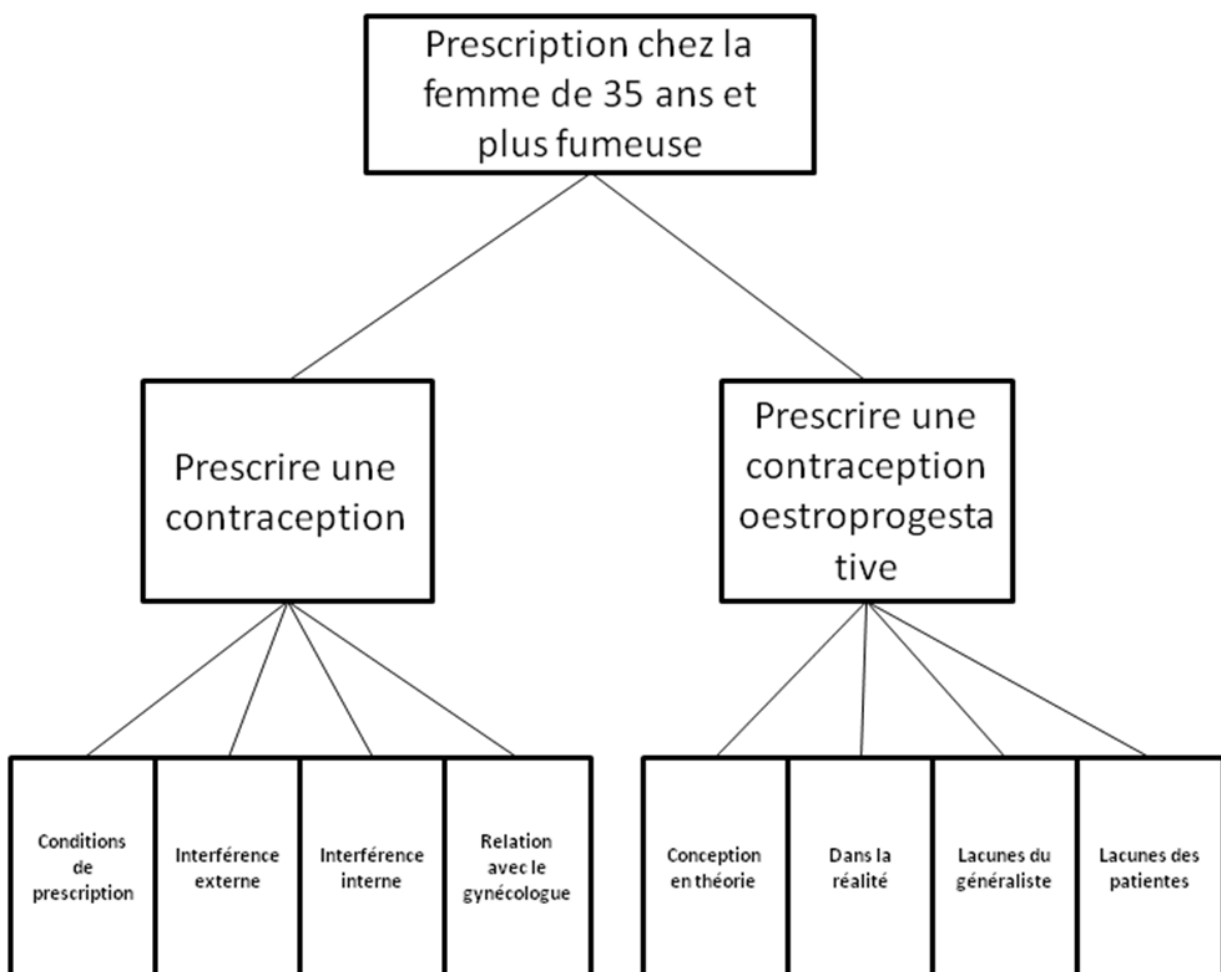 Prescription chez la
femme de 35 ans et
plus fumeuse
Prescrire une
contraception
Prescrire une
contraception
oestroprogesta
tive
Conditions
de
prescription
Interférence
externe
Interférence
interne
Relation
avec le
gynécologue
Conception
en théorie
Dans la
réalité
Lacunes du
généraliste
Lacunes des
patientes